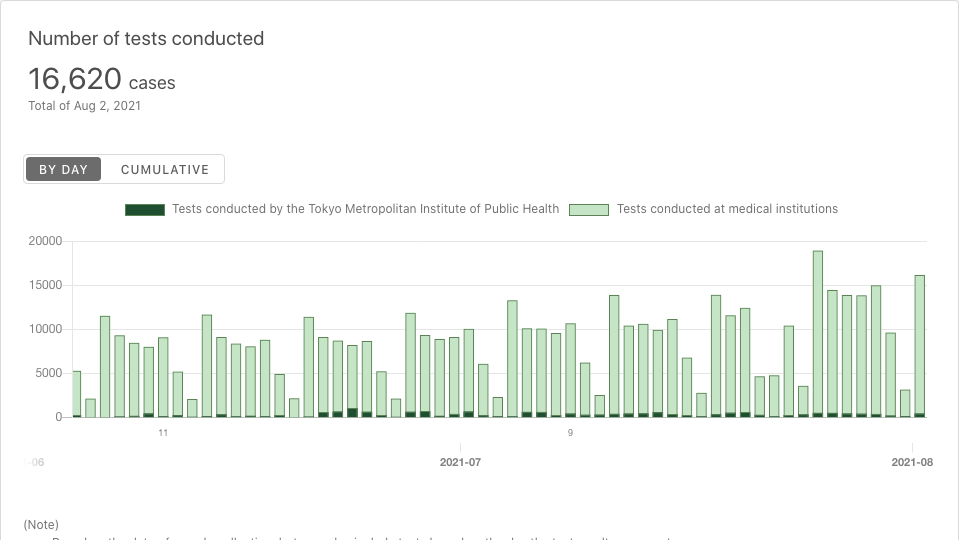 Number of tests conducted
16,620 cases
Total of Aug 2, 2021
BY DAY CUMULATIVE
Tests conducted by the Tokyo Metropolitan Institute of Public Health Tests conducted at medical institutions
20000
15000
10000
5000
0
11 9
-06 2021-07 2021-08
(Note)